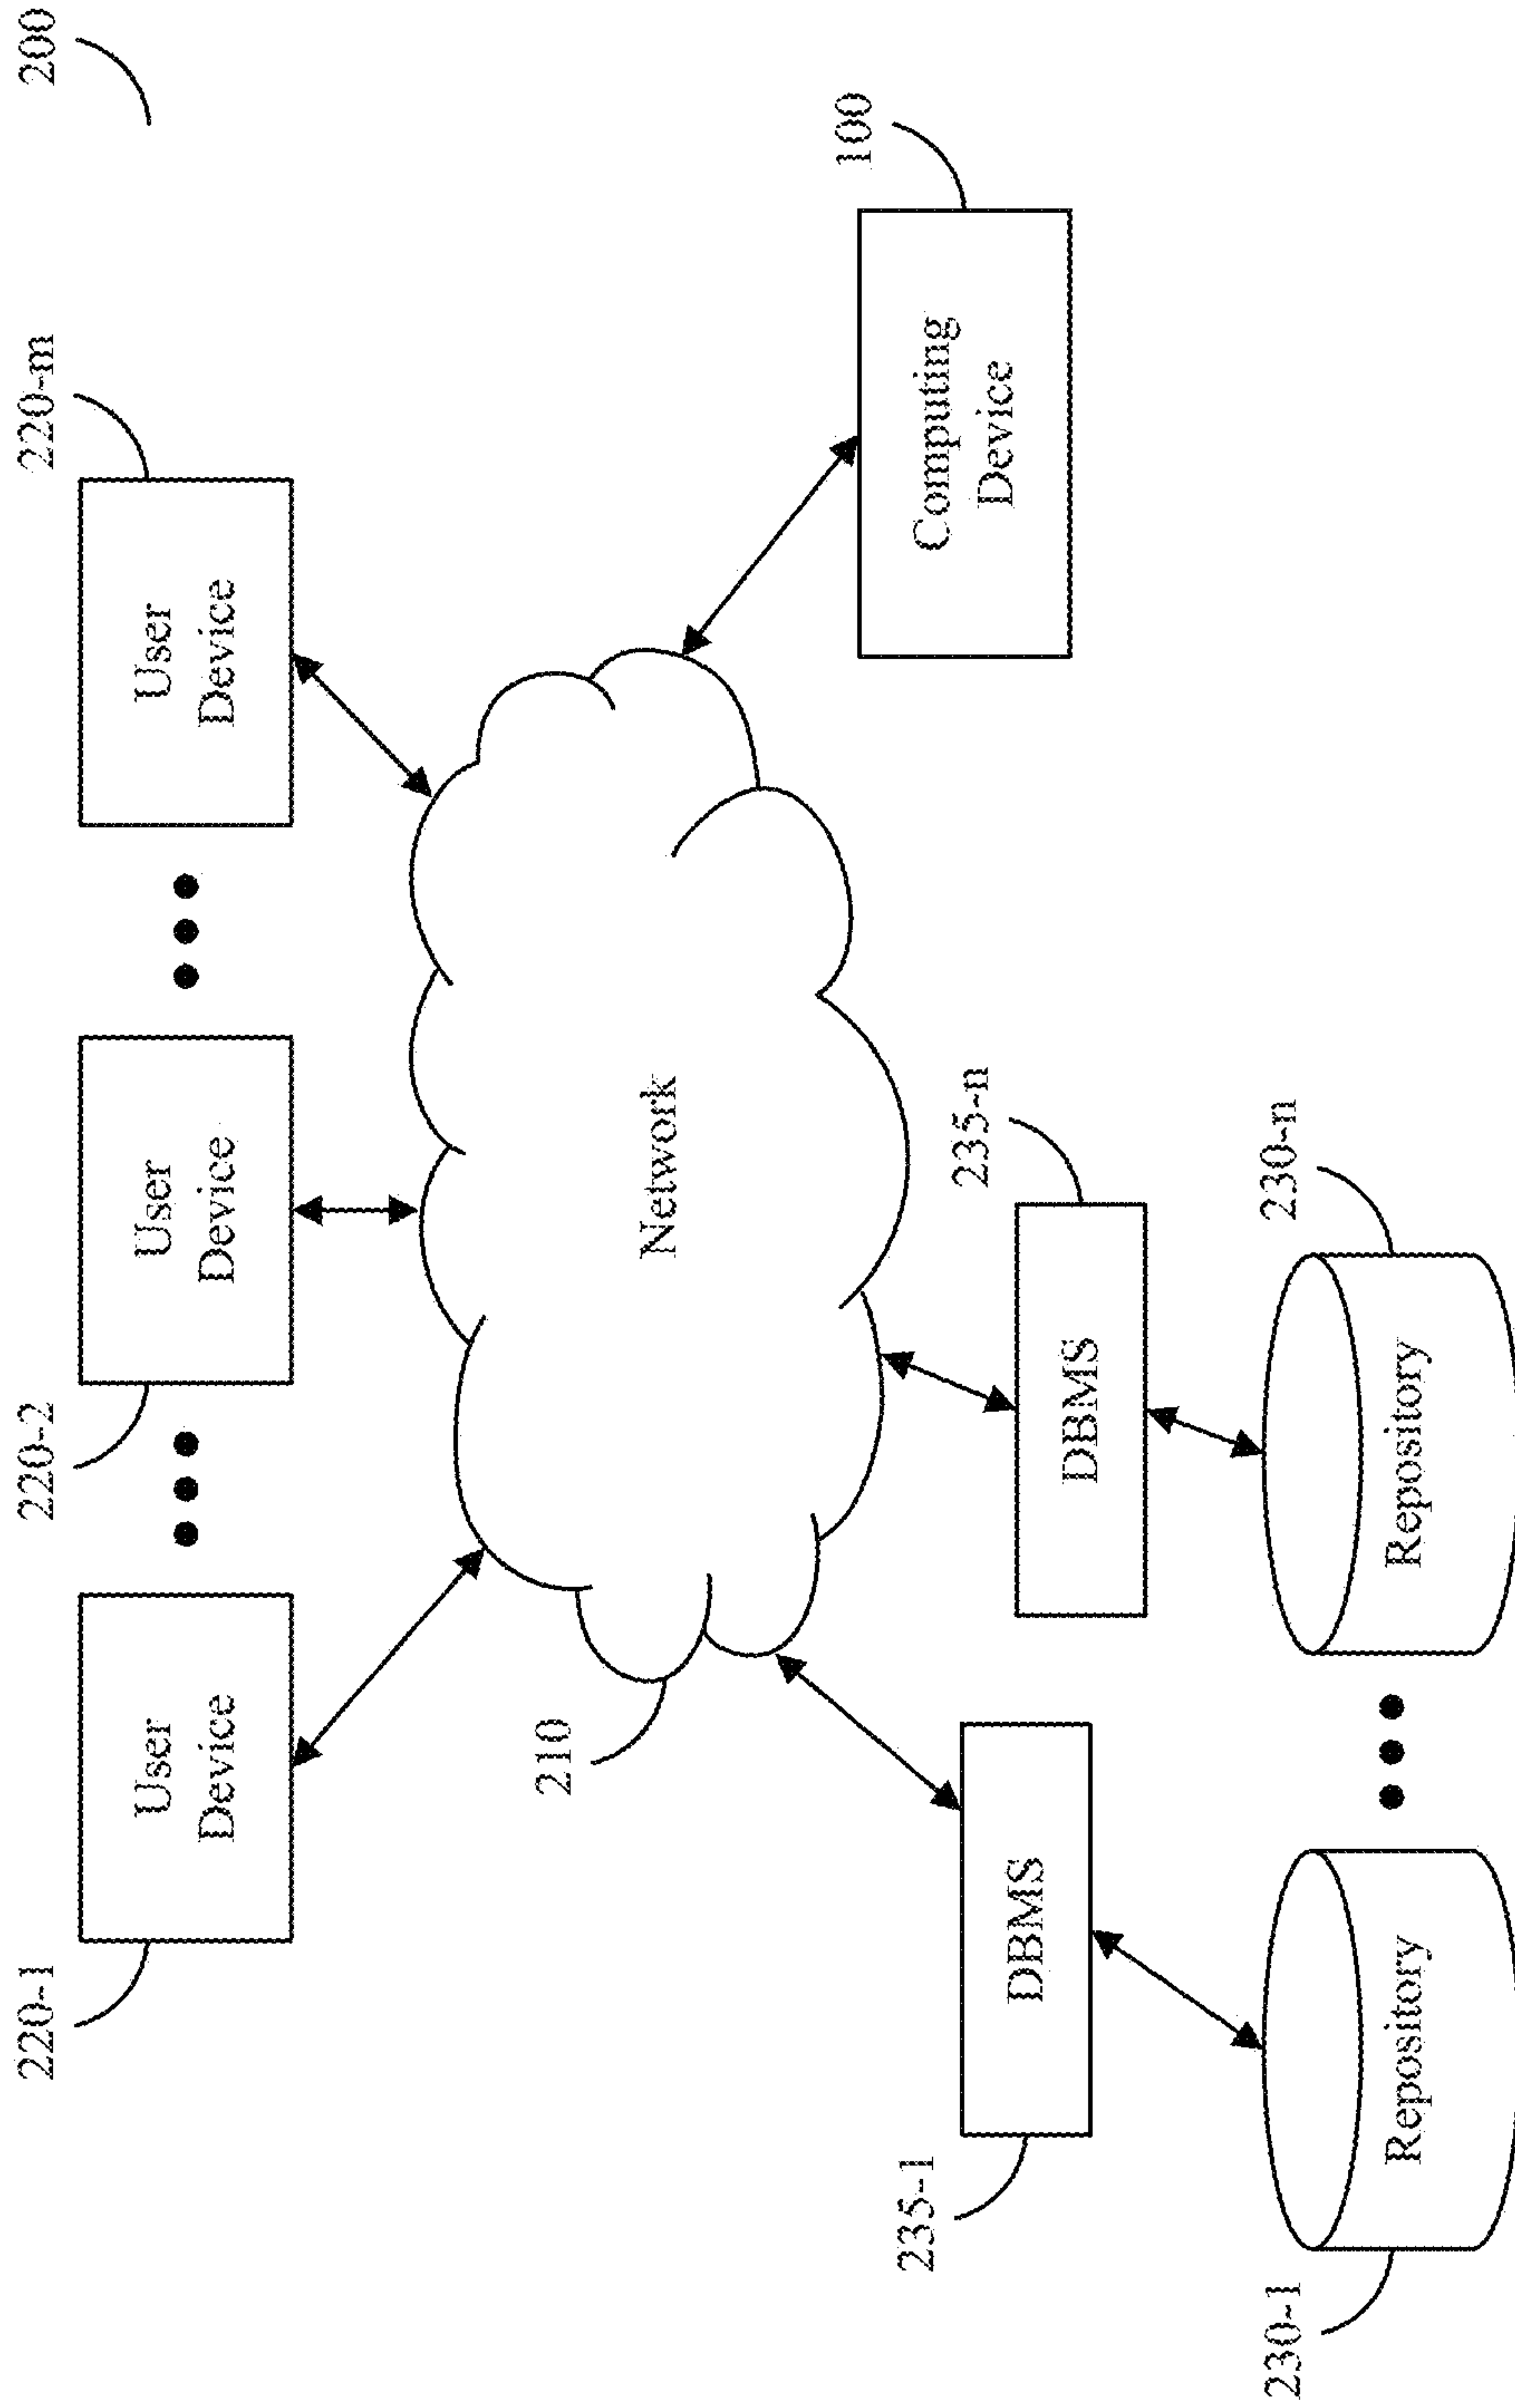 200
220-1
220-2
220-m
User
Device
User
Device
User
Device
210
Network
100
Computing
Device
235-1
DBMS
235-n
DBMS
230-1
Repository
230-n
Repository